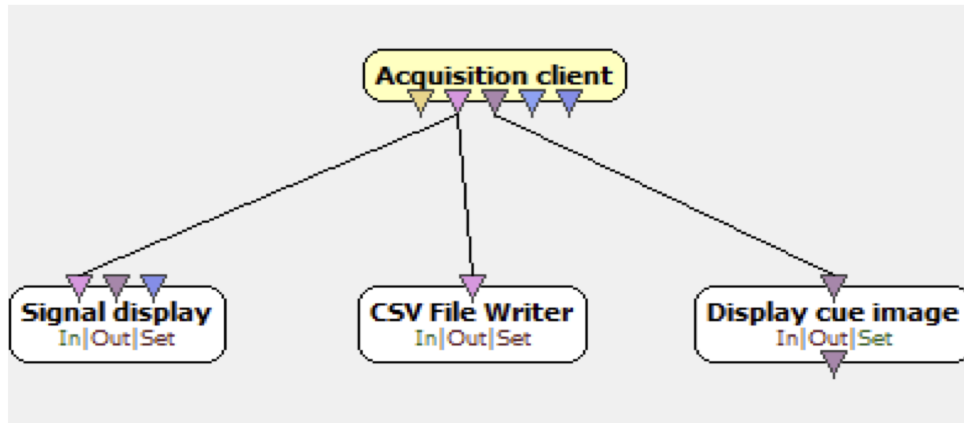 Acquisition client
Signal display
In|Out|Set
CSV File Writer
In|Out|Set
Display cue image
In|Out|Set